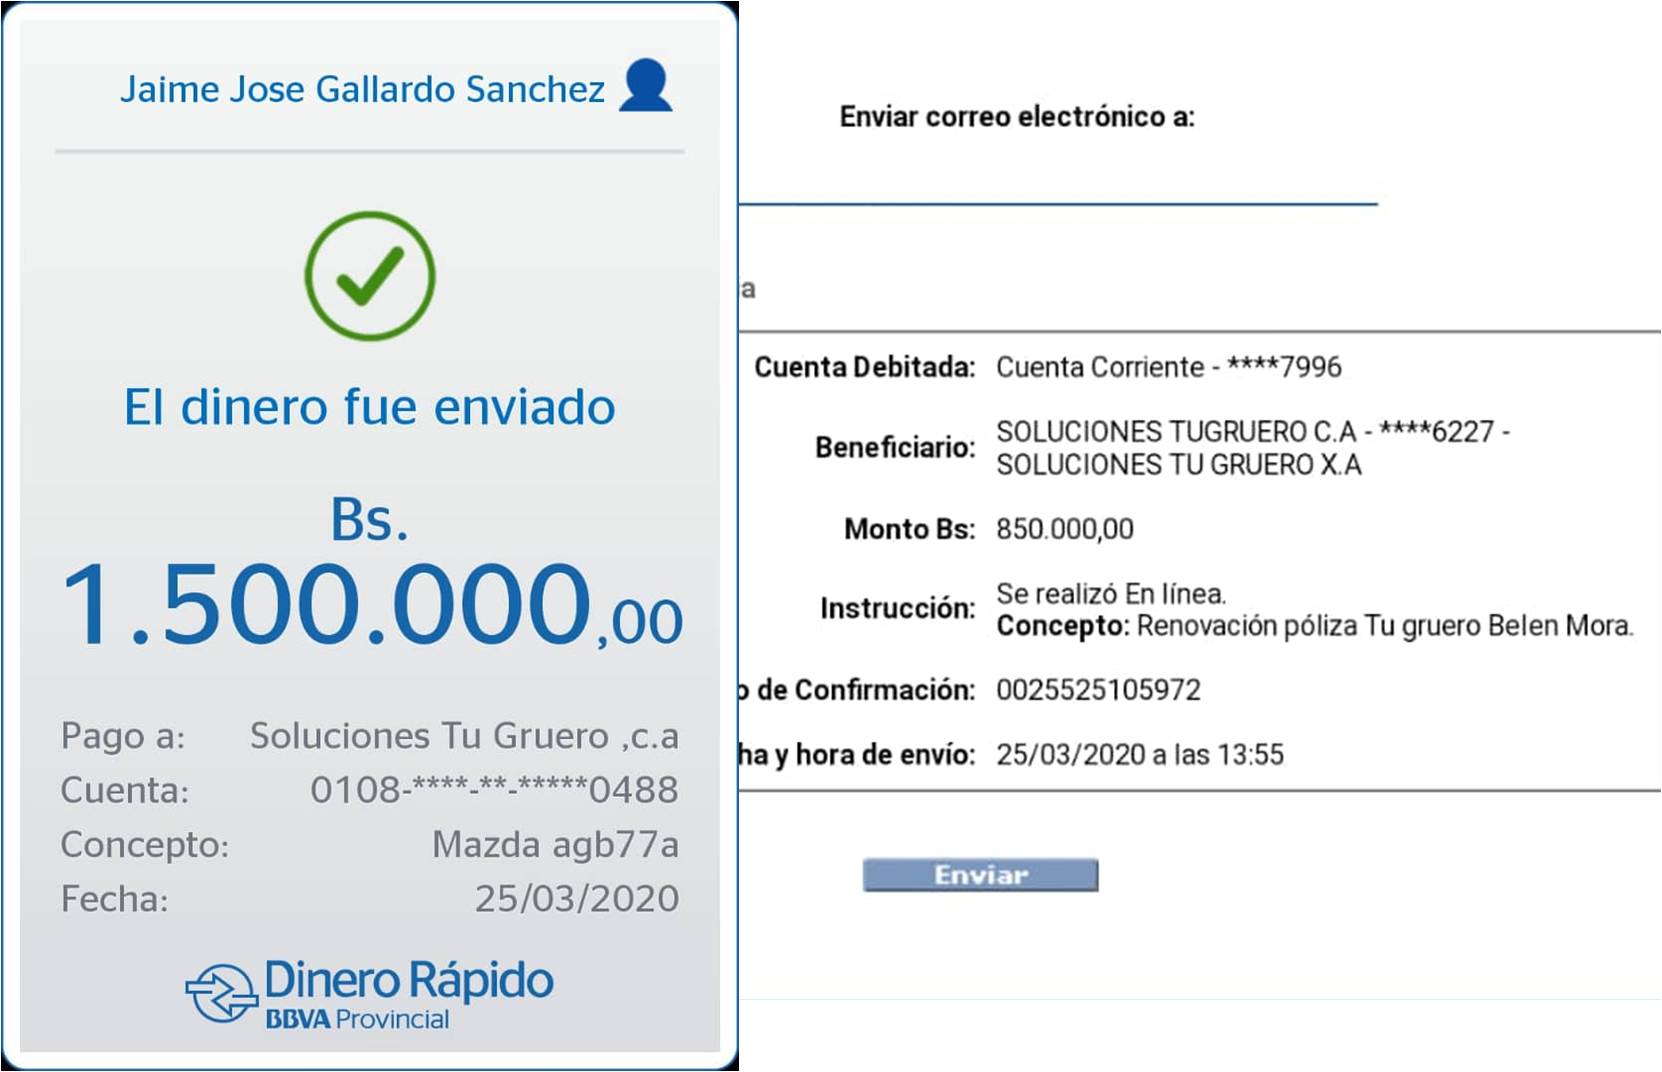 Jaime Jose Gallardo Sanchez
El dinero fue enviado
Bs.
1.500.000,00
Pago a: Soluciones Tu Gruero ,c.a
Cuenta: 0108-****-**-*****0488
Concepto: Mazda agb77a
Fecha: 25/03/2020
Dinero Rápido
BBVA Provincial
Enviar correo electrónico a:
a
Cuenta Debitada: Cuenta Corriente - ****7996
Beneficiario: SOLUCIONES TUGRUERO C.A - ****6227 -
SOLUCIONES TU GRUERO X.A
Monto Bs: 850.000,00
Instrucción: Se realizó En línea.
Concepto: Renovación póliza Tu gruero Belen Mora.
o de Confirmación: 0025525105972
ha y hora de envío: 25/03/2020 a las 13:55
Enviar